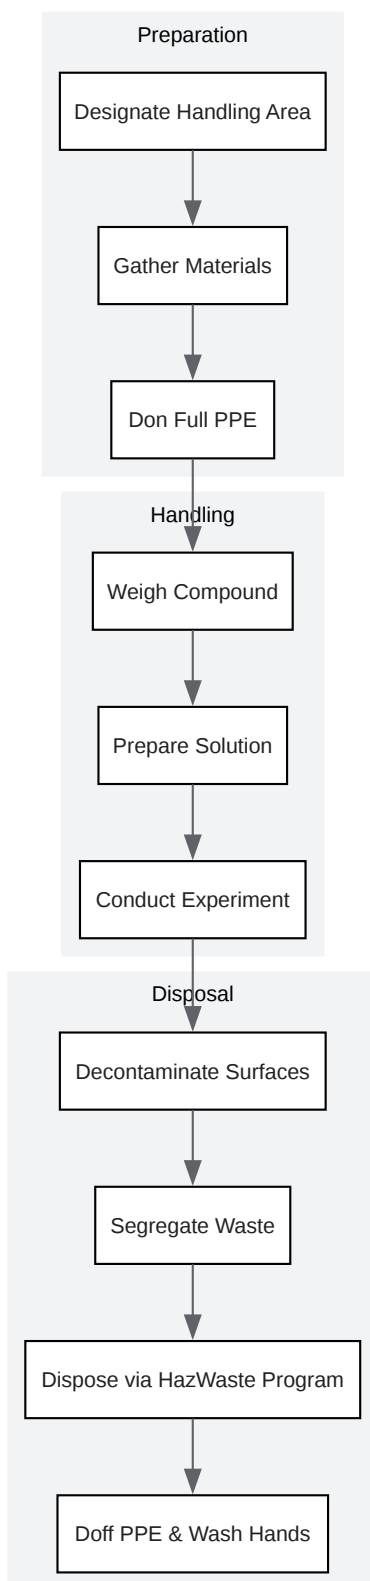 Preparation
Designate Handling Area
Gather Materials
Don Full PPE
Handling
Weigh Compound
Prepare Solution
Conduct Experiment
Disposal
Decontaminate Surfaces
Segregate Waste
Dispose via HazWaste Program
Doff PPE & Wash Hands